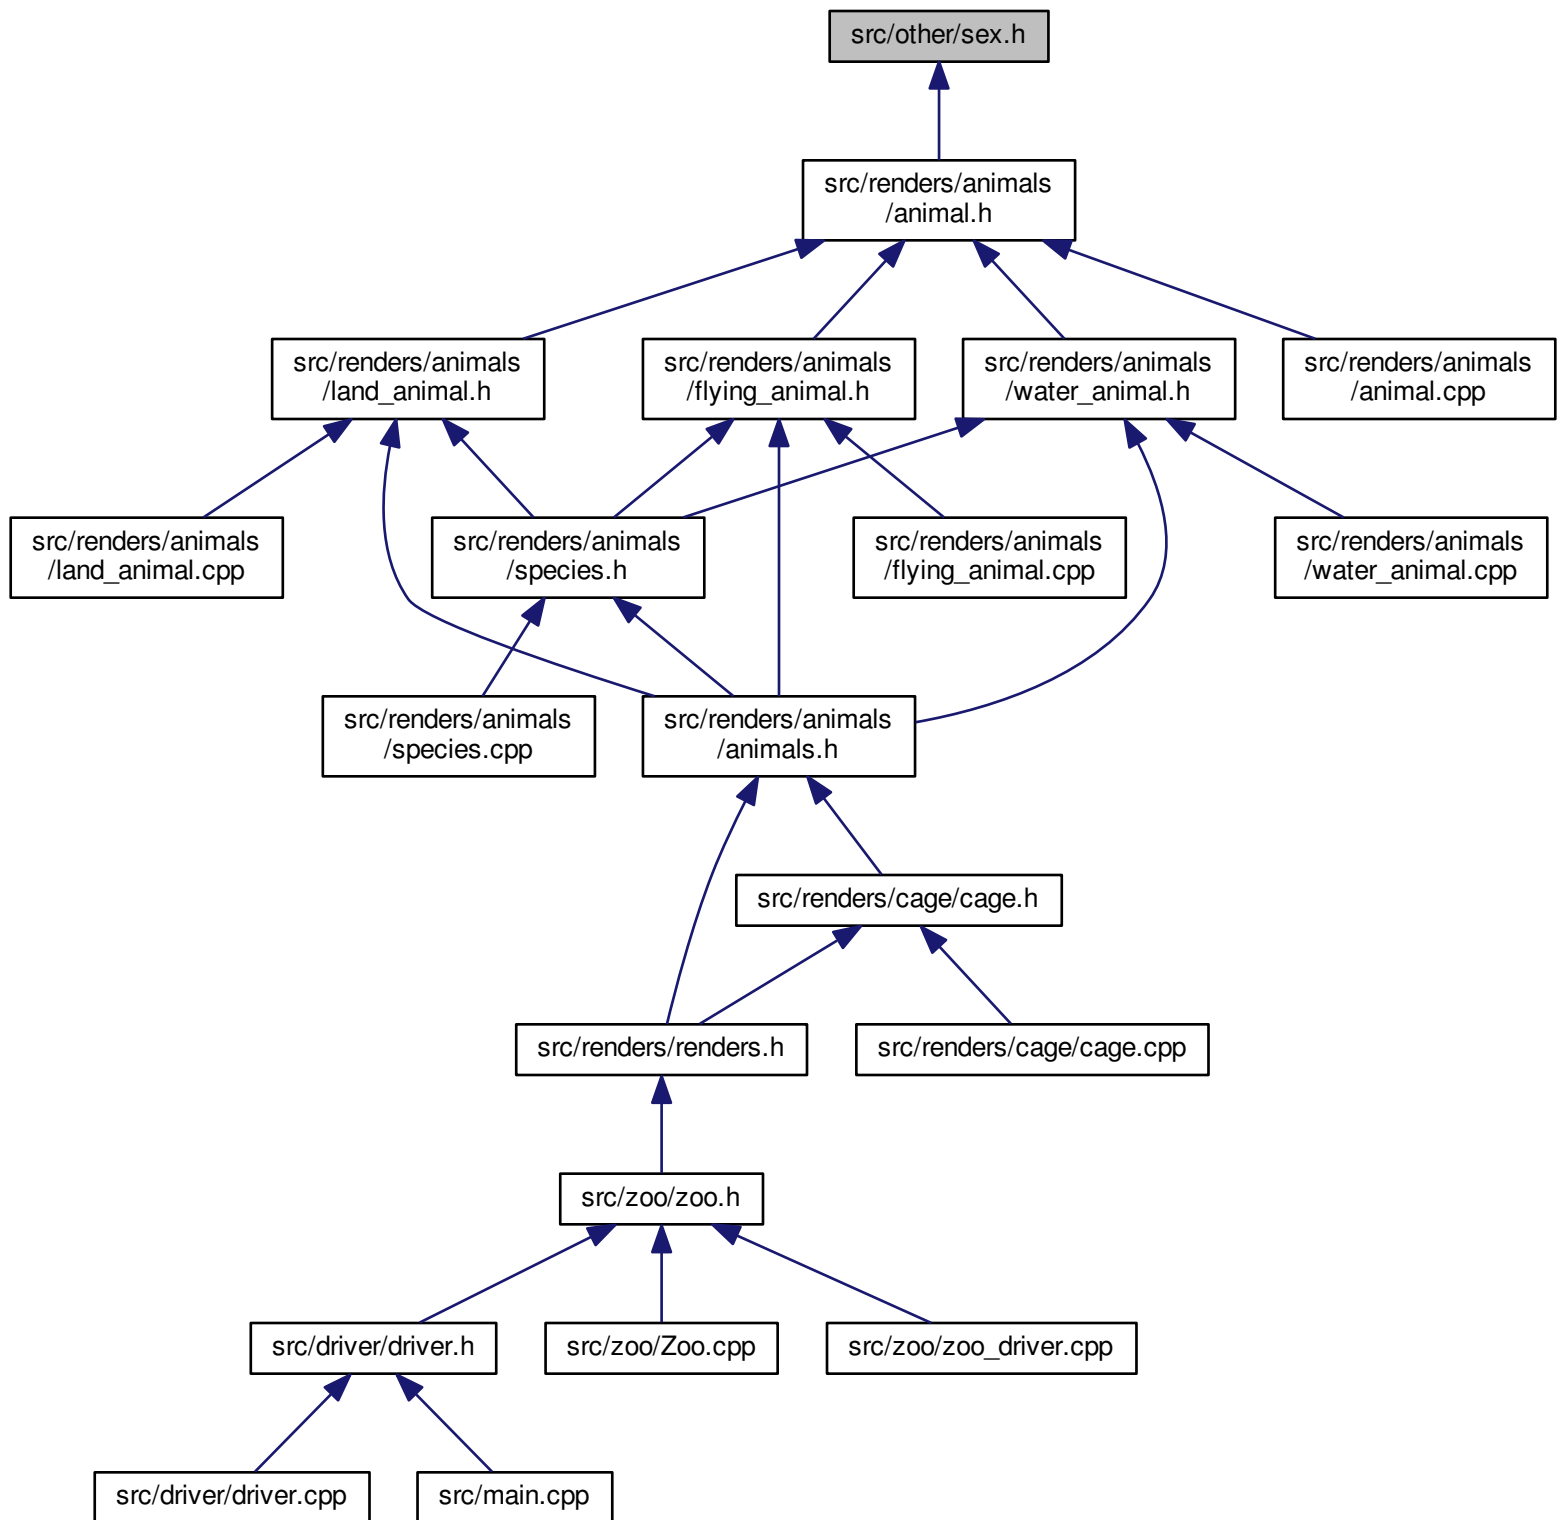 src/other/sex.h
src/renders/animals
/animal.h
src/renders/animals
/land_animal.h
src/renders/animals
/flying_animal.h
src/renders/animals
/water_animal.h
src/renders/animals
/animal.cpp
src/renders/animals
/land_animal.cpp
src/renders/animals
/species.h
src/renders/animals
/flying_animal.cpp
src/renders/animals
/water_animal.cpp
src/renders/animals
/species.cpp
src/renders/animals
/animals.h
src/renders/cage/cage.h
src/renders/renders.h
src/renders/cage/cage.cpp
src/zoo/zoo.h
src/driver/driver.h
src/zoo/Zoo.cpp
src/zoo/zoo_driver.cpp
src/driver/driver.cpp
src/main.cpp